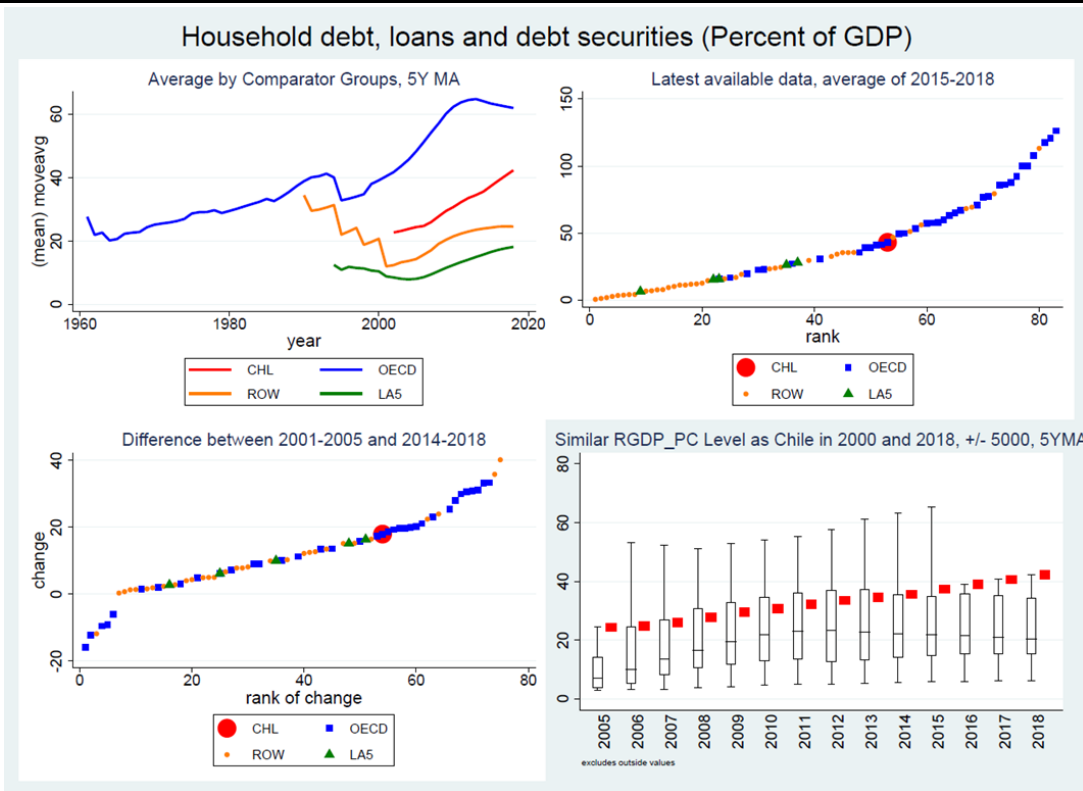 Household debt, loans and debt securities (Percent of GDP)
Average by Comparator Groups, 5Y MA
(mean) moveavg
60
40
20
0
1960
1980
2000
2020
year
CHL
OECD
ROW
LA5
Latest available data, average of 2015-2018
150
100
50
0
0
20
40
60
80
rank
CHL
OECD
ROW
LA5
Difference between 2001-2005 and 2014-2018
change
40
20
0
-20
0
20
40
60
80
rank of change
CHL
OECD
ROW
LA5
Similar RGDP_PC Level as Chile in 2000 and 2018, +/- 5000, 5YMA
80
60
40
20
0
2005
2006
2007
2008
2009
2010
2011
2012
2013
2014
2015
2016
2017
2018
excludes outside values